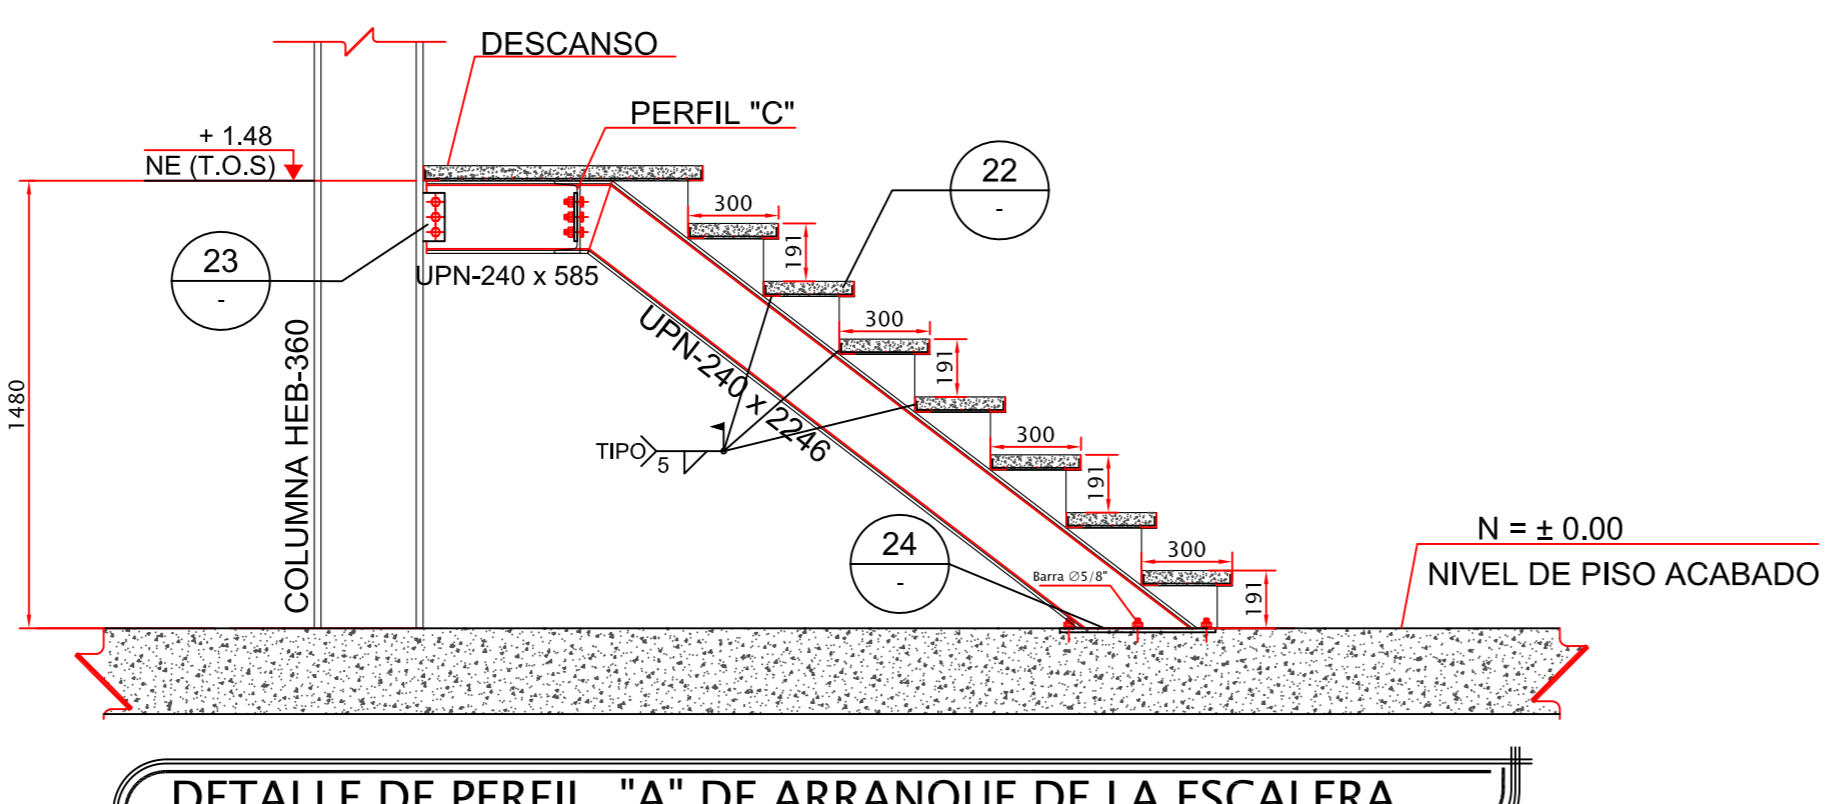 DESCANSO
PERFIL "C"
+ 1.48
NE (T.O.S)
22
-
300
191
23
-
UPN-240 x 585
UPN-240 x 2246
300
191
1480
COLUMNA HEB-360
TIPO
5
300
191
24
-
Barra ∅5/8"
300
191
N = ± 0.00
NIVEL DE PISO ACABADO
DETALLE DE PERFIL "A" DE ARRANQUE DE LA ESCALERA